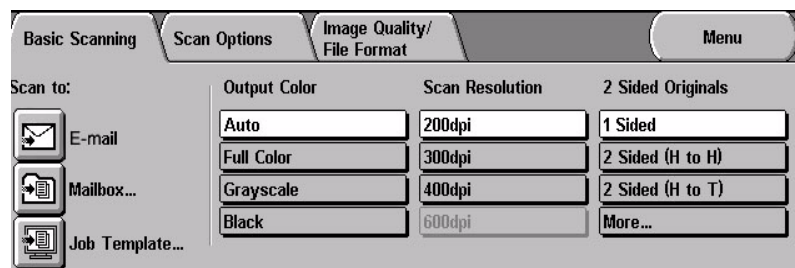 Basic Scanning
Scan Options
Image Quality/
File Format
Menu
Scan to:
E-mail
Mailbox...
Job Template...
Output Color
Auto
Full Color
Grayscale
Black
Scan Resolution
200dpi
300dpi
400dpi
600dpi
2 Sided Originals
1 Sided
2 Sided (H to H)
2 Sided (H to T)
More...